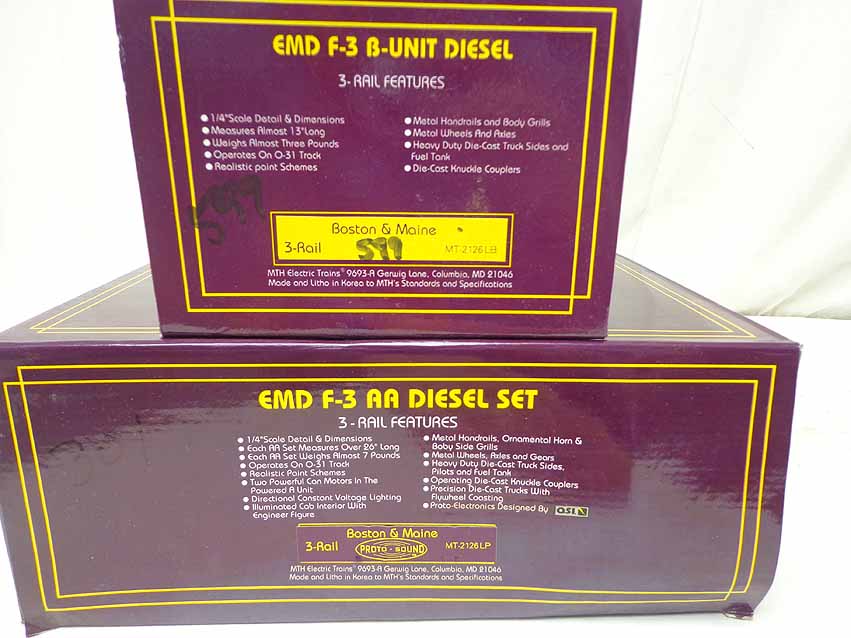 EMD F-3 B-UNIT DIESEL
3-RAIL FEATURES
● 1/4"Scale Detail & Dimensions
● Measures Almost 13"Long
● Weighs Almost Three Pounds
● Operates On O-31 Track
● Realistic paint Schemes
● Metal Handrails and Body Grills
● Metal Wheels And Axles
● Heavy Duty Die-Cast Truck Sides and
Fuel Tank
● Die-Cast Knuckle Couplers
Boston & Maine
3-Rail 599 MT-2126LB
MTH Electric Trains® 9693-A Gerwig Lane, Columbia, MD 21046
Made and Litho in Korea to MTH's Standards and Specifications
EMD F-3 AA DIESEL SET
3-RAIL FEATURES
● 1/4"Scale Detail & Dimensions
● Each AA Set Measures Over 26" Long
● Each AA Set Weighs Almost 7 Pounds
● Operates On O-31 Track
● Realistic Paint Schemes
● Two Powerful Can Motors In The
Powered A Unit
● Directional Constant Voltage Lighting
● Illuminated Cab Interior With
Engineer Figure
● Metal Handrails, Ornamental Horn &
Body Side Grills
● Metal Wheels, Axles and Gears
● Heavy Duty Die-Cast Truck Sides,
Pilots and Fuel Tank
● Operating Die-Cast Knuckle Couplers
● Precision Die-Cast Trucks With
Flywheel Coasting
● Proto-Electronics Designed By QSI
Boston & Maine
3-Rail PROTO-SOUND MT-2126LP
MTH Electric Trains® 9693-A Gerwig Lane, Columbia, MD 21046
Made and Litho in Korea to MTH's Standards and Specifications